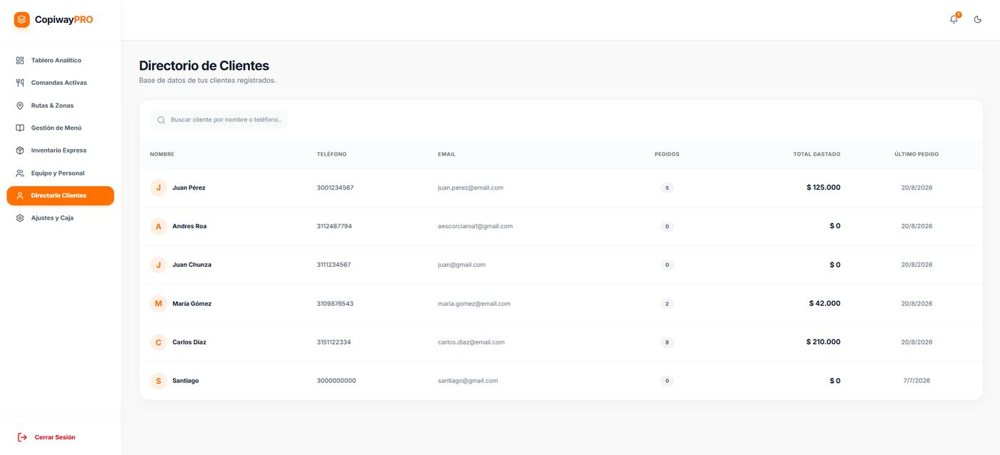 CopiwayPRO
1
Tablero Analítico
Comandas Activas
Rutas & Zonas
Gestión de Menú
Inventario Express
Equipo y Personal
Directorio Clientes
Ajustes y Caja
Cerrar Sesión
Directorio de Clientes
Base de datos de tus clientes registrados.
Buscar cliente por nombre o teléfono..
NOMBRE TELÉFONO EMAIL PEDIDOS TOTAL GASTADO ÚLTIMO PEDIDO
J Juan Pérez 3001234567 juan.perez@email.com 5 $ 125.000 20/8/2026
A Andres Roa 3112487794 aescorciaroa1@gmail.com 0 $ 0 20/8/2026
J Juan Chunza 3111234567 juan@gmail.com 0 $ 0 20/8/2026
M María Gómez 3109876543 maria.gomez@email.com 2 $ 42.000 20/8/2026
C Carlos Díaz 3151122334 carlos.diaz@email.com 8 $ 210.000 20/8/2026
S Santiago 3000000000 santiago@gmail.com 0 $ 0 7/7/2026